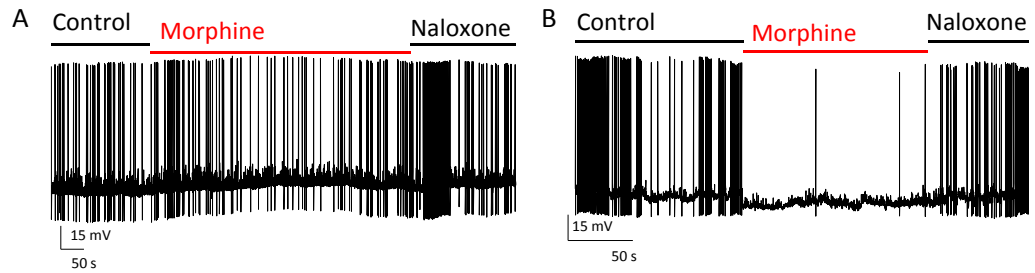 A
Control
Morphine
Naloxone
15 mV
50 s
B
Control
Morphine
Naloxone
15 mV
50 s